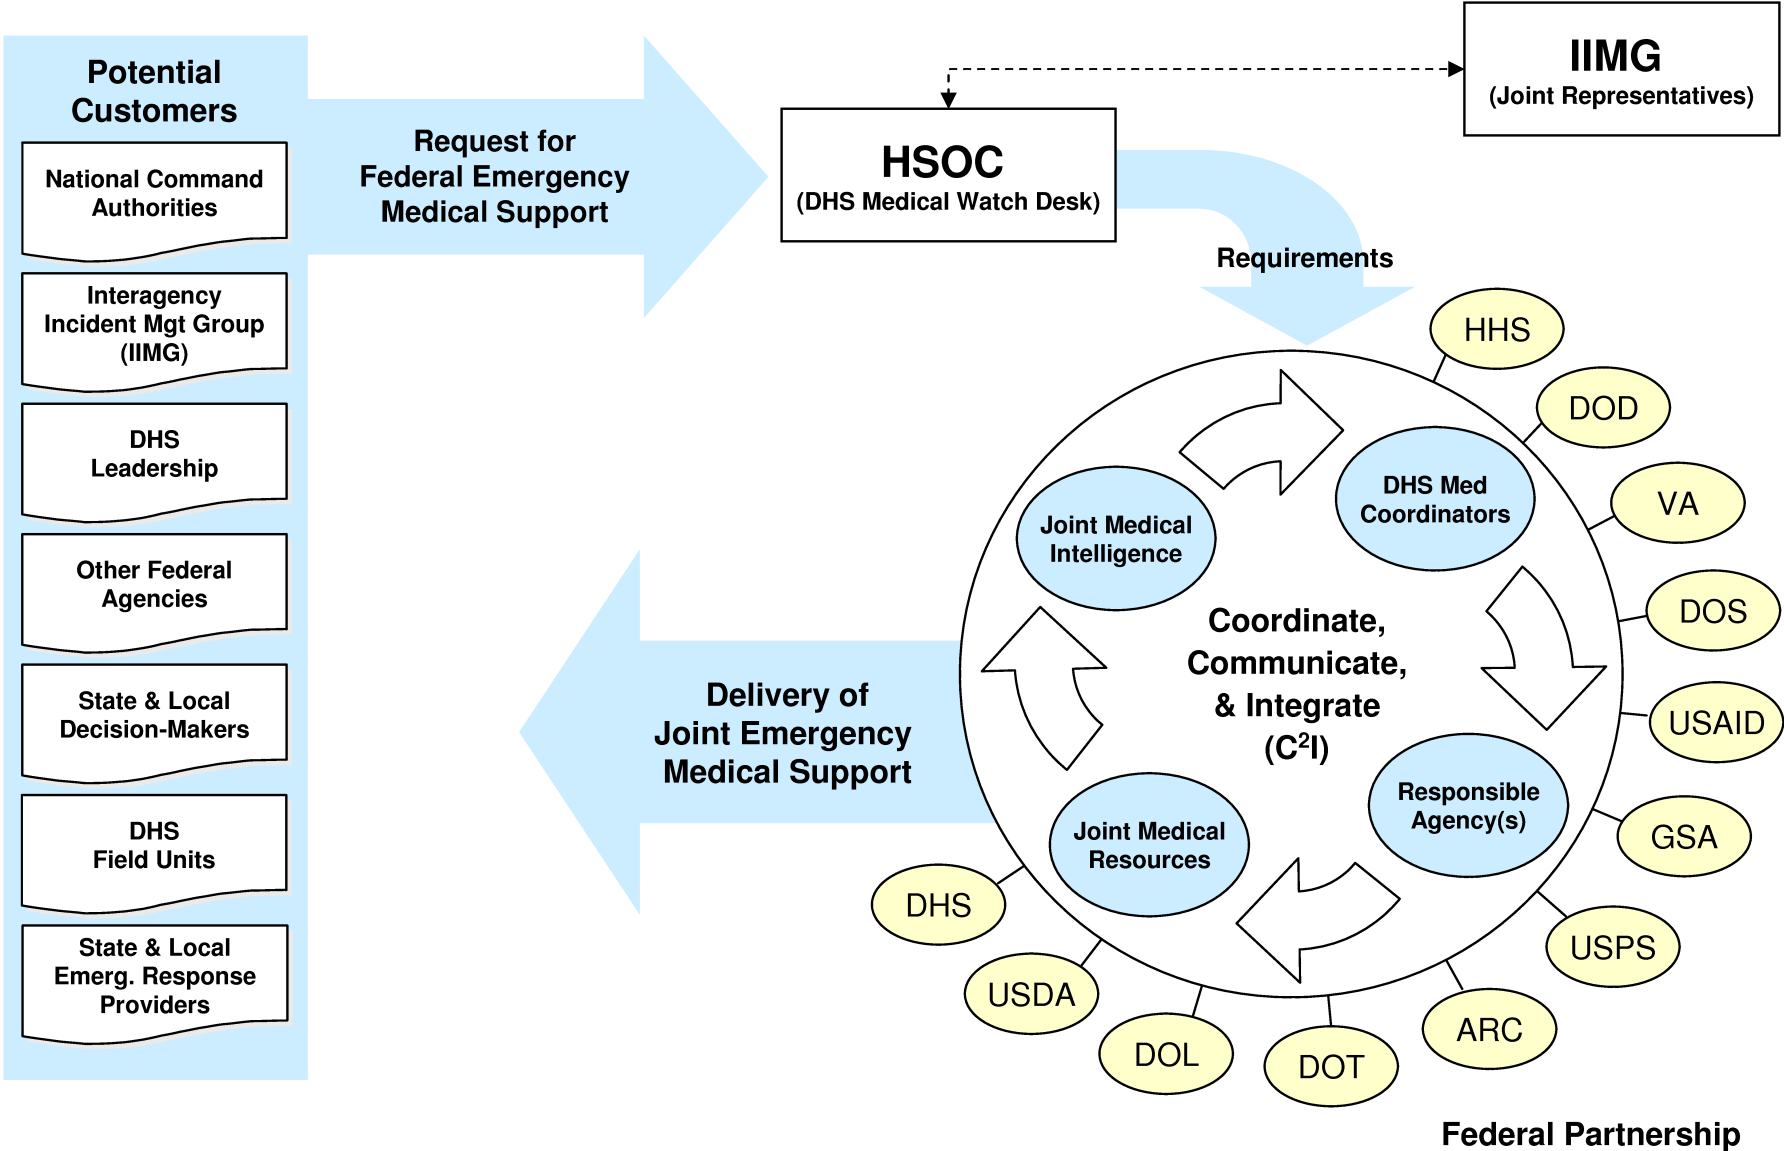 Potential
Customers
National Command
Authorities
Interagency
Incident Mgt Group
(IIMG)
DHS
Leadership
Other Federal
Agencies
State & Local
Decision-Makers
DHS
Field Units
State & Local
Emerg. Response
Providers
Request for
Federal Emergency
Medical Support
HSOC
(DHS Medical Watch Desk)
IIMG
(Joint Representatives)
Requirements
Joint Medical
Intelligence
DHS Med
Coordinators
Responsible
Agency(s)
Joint Medical
Resources
Coordinate,
Communicate,
& Integrate
(C²I)
Delivery of
Joint Emergency
Medical Support
HHS
DOD
VA
DOS
USAID
GSA
USPS
ARC
DOT
DOL
USDA
DHS
Federal Partnership